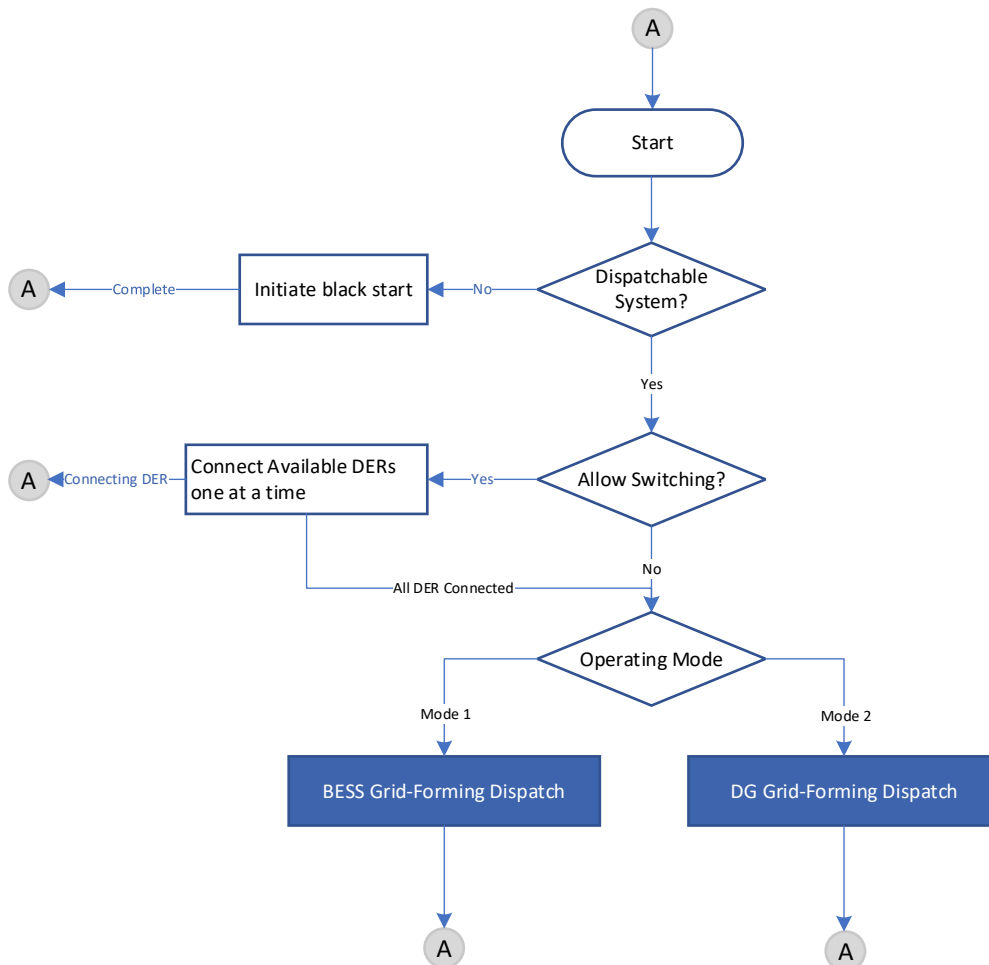 A
Start
Dispatchable
System?
No
Initiate black start
Complete
A
Yes
Allow Switching?
Yes
Connect Available DERs
one at a time
Connecting DER
A
No
All DER Connected
Operating Mode
Mode 1
Mode 2
BESS Grid-Forming Dispatch
DG Grid-Forming Dispatch
A
A